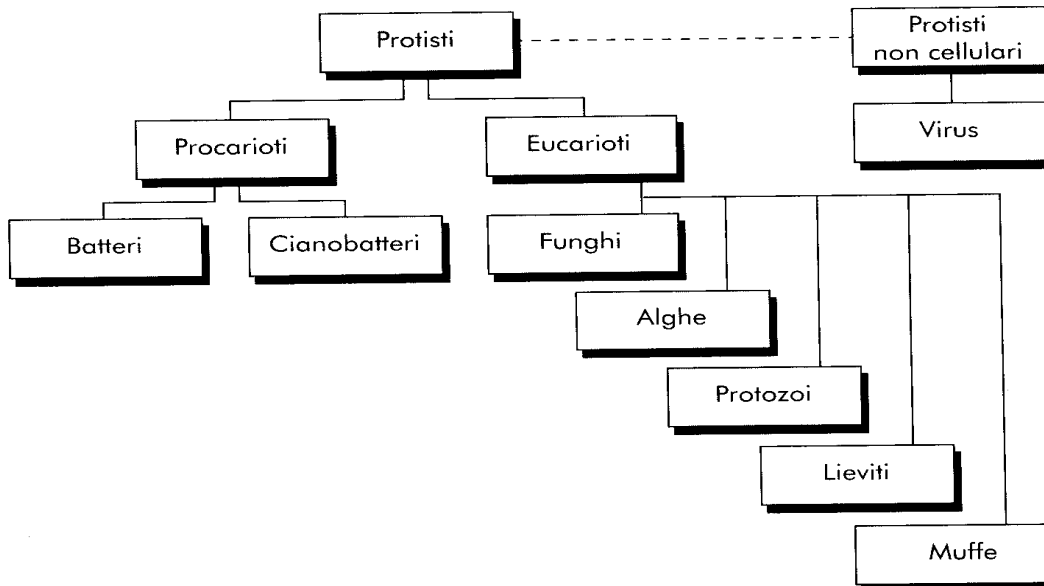 Protisti
Protisti
non cellulari
Procarioti
Eucarioti
Virus
Batteri
Cianobatteri
Funghi
Alghe
Protozoi
Lieviti
Muffe